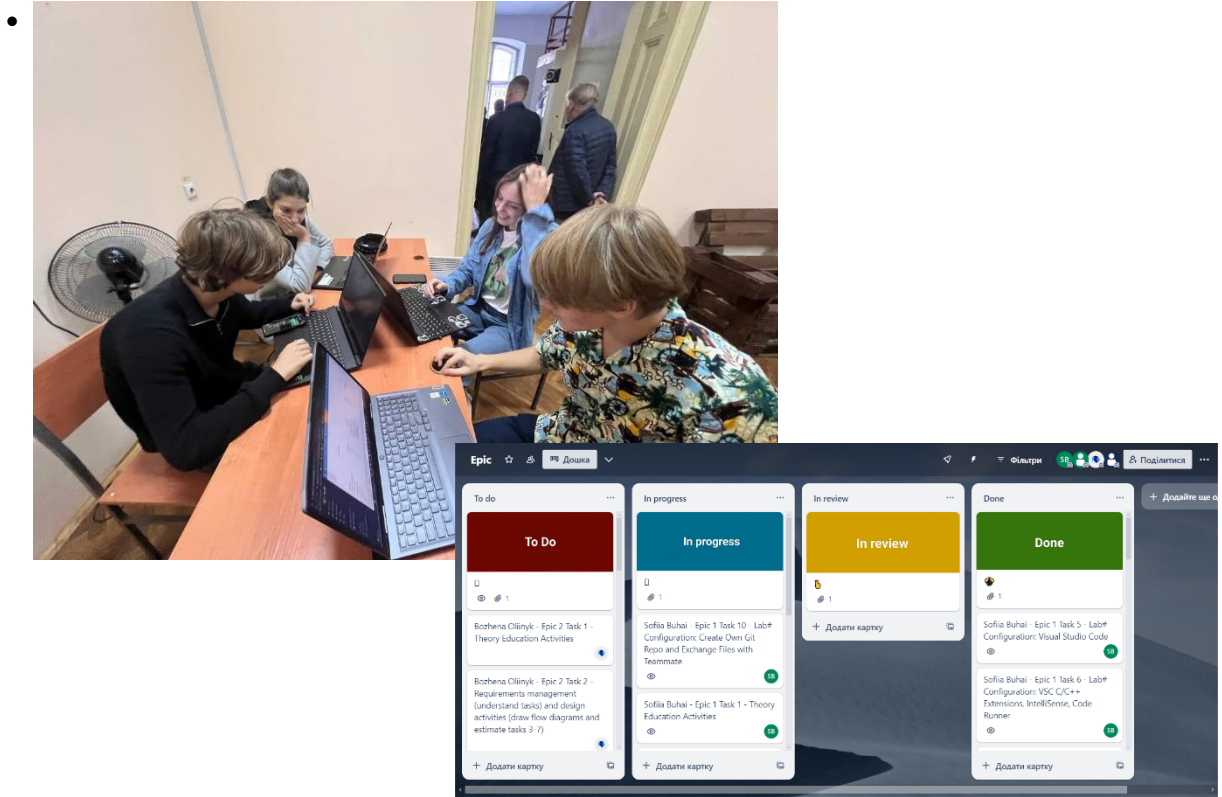 Epic
Дошка
Фільтри
SB
Поділитися
To do
To Do
1
Bozhena Oliinyk - Epic 2 Task 1 -
Theory Education Activities
Bozhena Oliinyk - Epic 2 Task 2 -
Requirements management
(understand tasks) and design
activities (draw flow diagrams and
estimate tasks 3-7)
+ Додати картку
In progress
In progress
1
Sofiia Buhai - Epic 1 Task 10 - Lab#
Configuration: Create Own Git
Repo and Exchange Files with
Teammate
SB
Sofiia Buhai - Epic 1 Task 1 - Theory
Education Activities
SB
+ Додати картку
In review
In review
1
+ Додати картку
Done
Done
1
Sofiia Buhai - Epic 1 Task 5 - Lab#
Configuration: Visual Studio Code
SB
Sofiia Buhai - Epic 1 Task 6 - Lab#
Configuration: VSC C/C++
Extensions, IntelliSense, Code
Runner
SB
+ Додати картку
+ Додайте ще